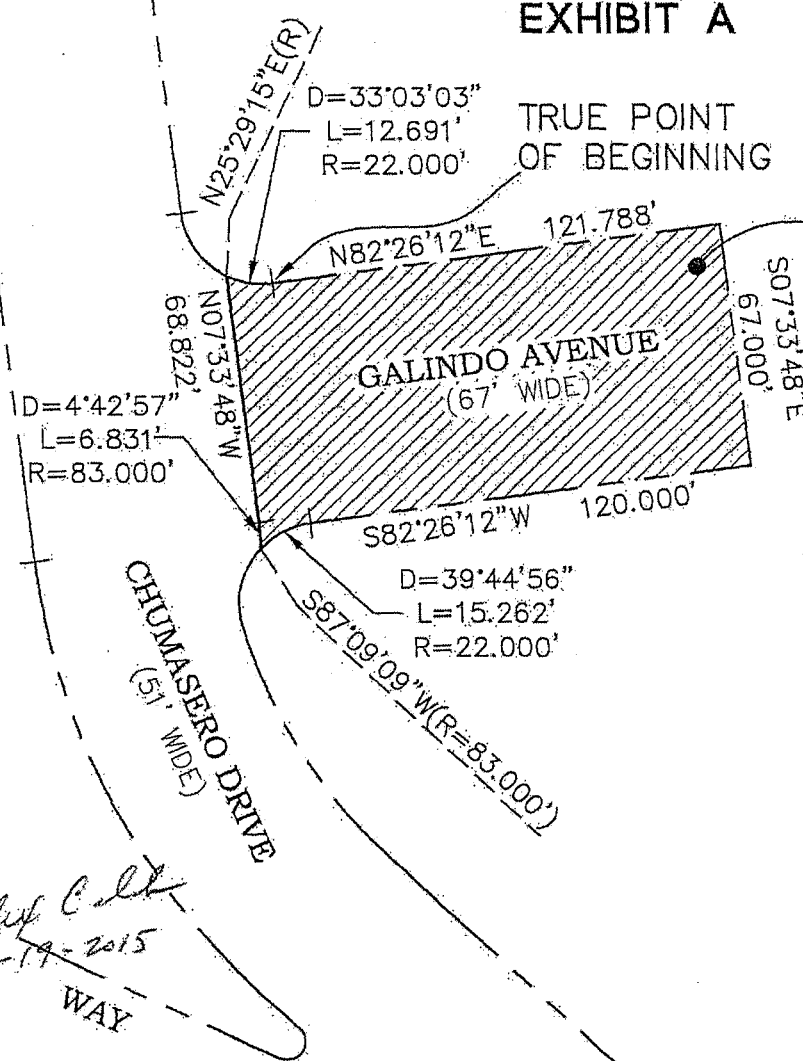 EXHIBIT A
N25°29'15"E(R)
D=33°03'03"
L=12.691'
R=22.000'
TRUE POINT
OF BEGINNING
N82°26'12"E 121.788'
S07°33'48"E
67.000'
N07°33'48"W
68.822'
GALINDO AVENUE
(67' WIDE)
D=4°42'57"
L=6.831'
R=83.000'
S82°26'12"W 120.000'
D=39°44'56"
L=15.262'
R=22.000'
S87°09'09"W(R=83.000')
CHUMASERO DRIVE
(51' WIDE)
-19-2015
WAY